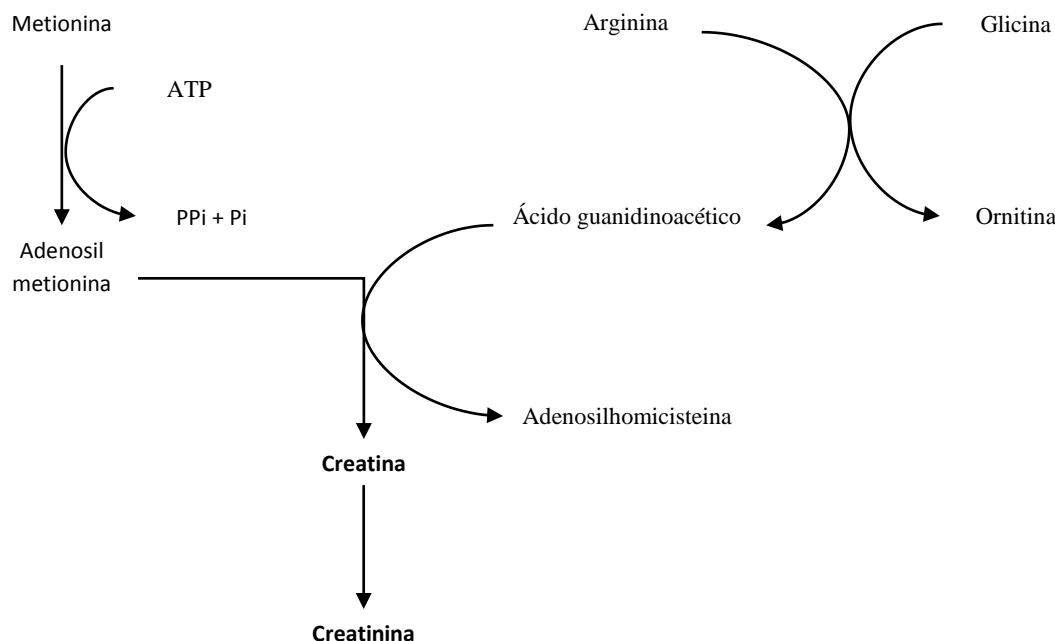 Metionina
Arginina
Glicina
ATP
PPi + Pi
Ácido guanidinoacético
Ornitina
Adenosil
metionina
Adenosilhomicisteina
Creatina
Creatinina